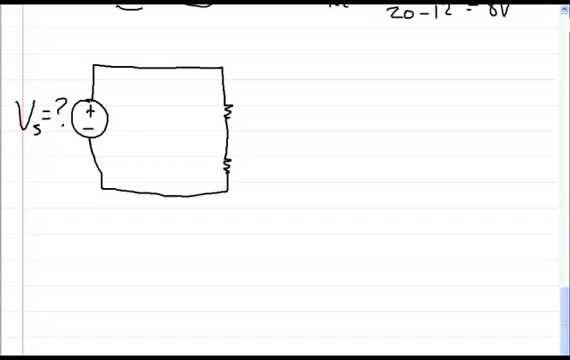 20-12 = 8V
Vs=?
+
−